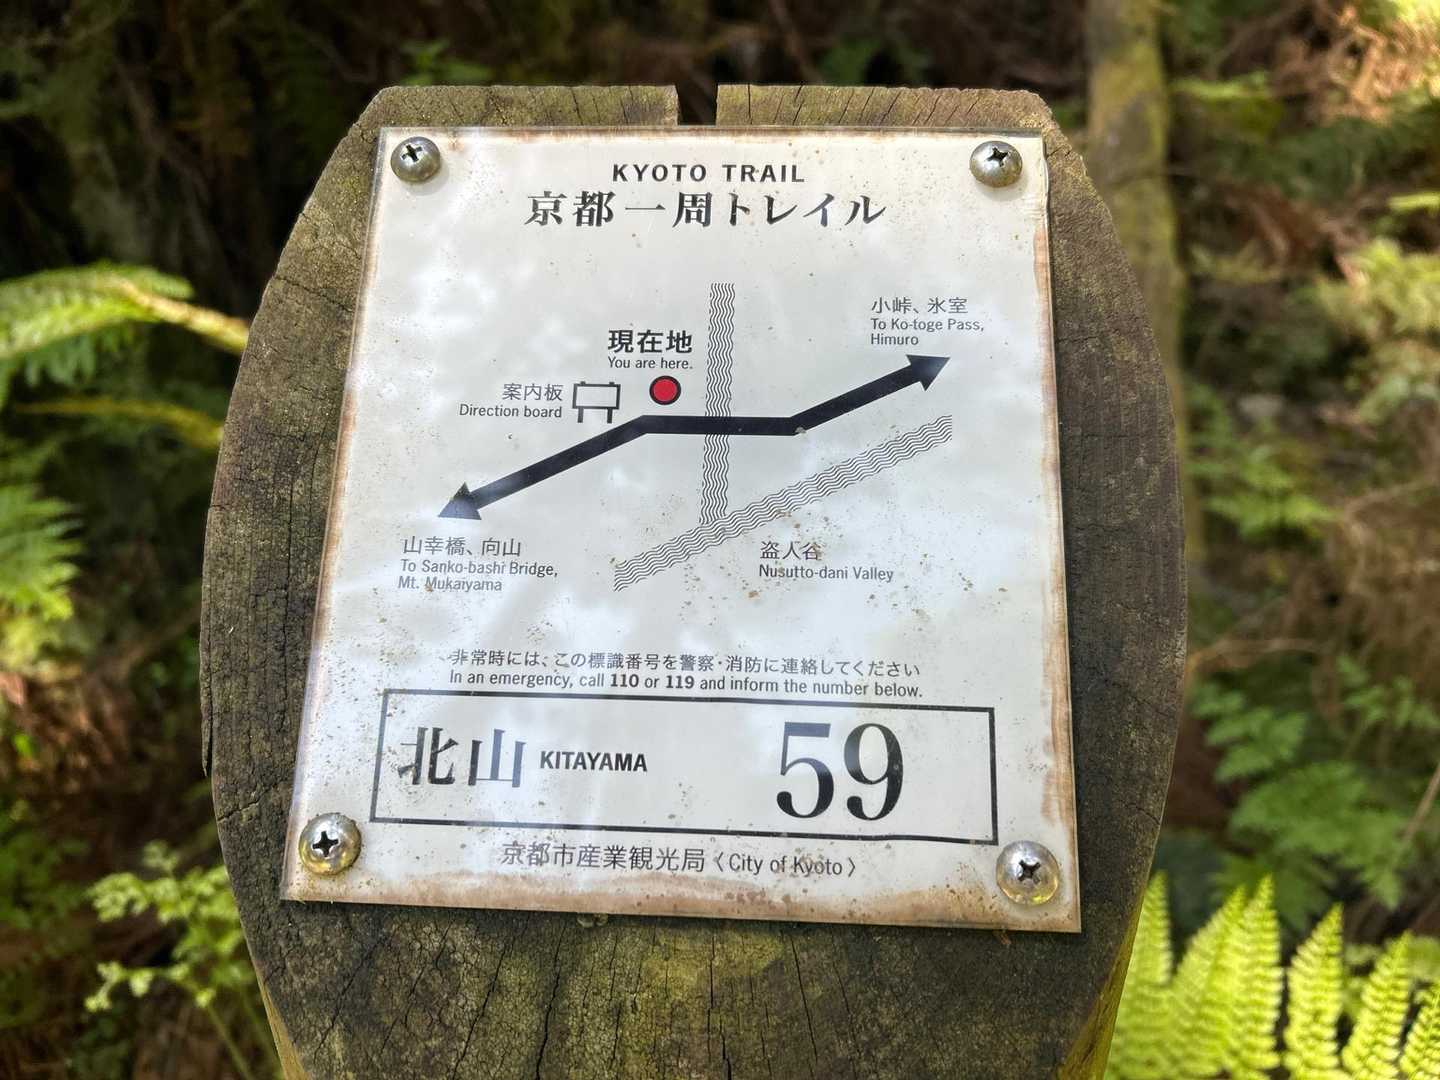 KYOTO TRAIL
京都一周トレイル
小峠、氷室
To Ko-toge Pass,
Himuro
現在地
You are here.
案内板
Direction board
山幸橋、向山
To Sanko-bashi Bridge,
Mt. Mukaiyama
盗人谷
Nusutto-dani Valley
非常時には、この標識番号を警察・消防に連絡してください
In an emergency, call 110 or 119 and inform the number below.
北山 KITAYAMA 59
京都市産業観光局〈City of Kyoto〉